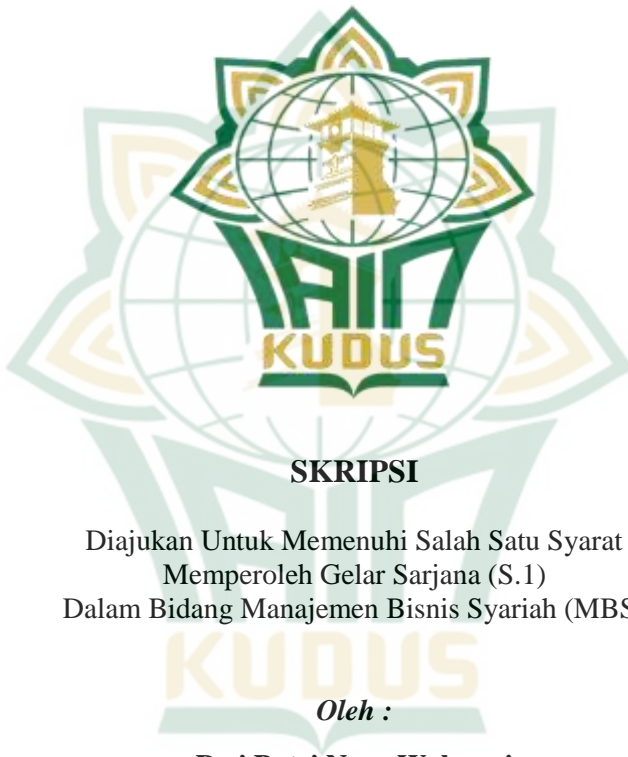 IAIN
KUDUS
SKRIPSI
Diajukan Untuk Memenuhi Salah Satu Syarat
Memperoleh Gelar Sarjana (S.1)
Dalam Bidang Manajemen Bisnis Syariah (MBS
Oleh :